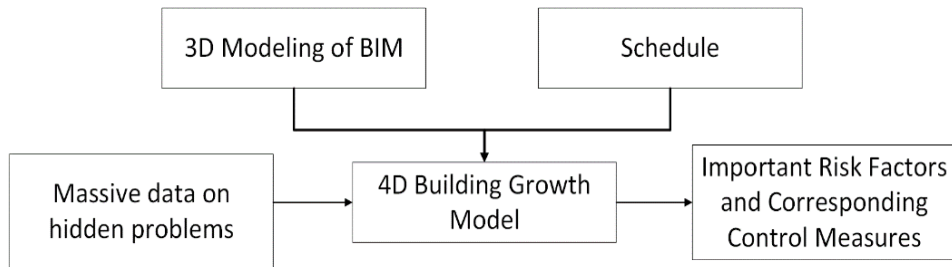 3D Modeling of BIM
Schedule
Massive data on
hidden problems
4D Building Growth
Model
Important Risk Factors
and Corresponding
Control Measures